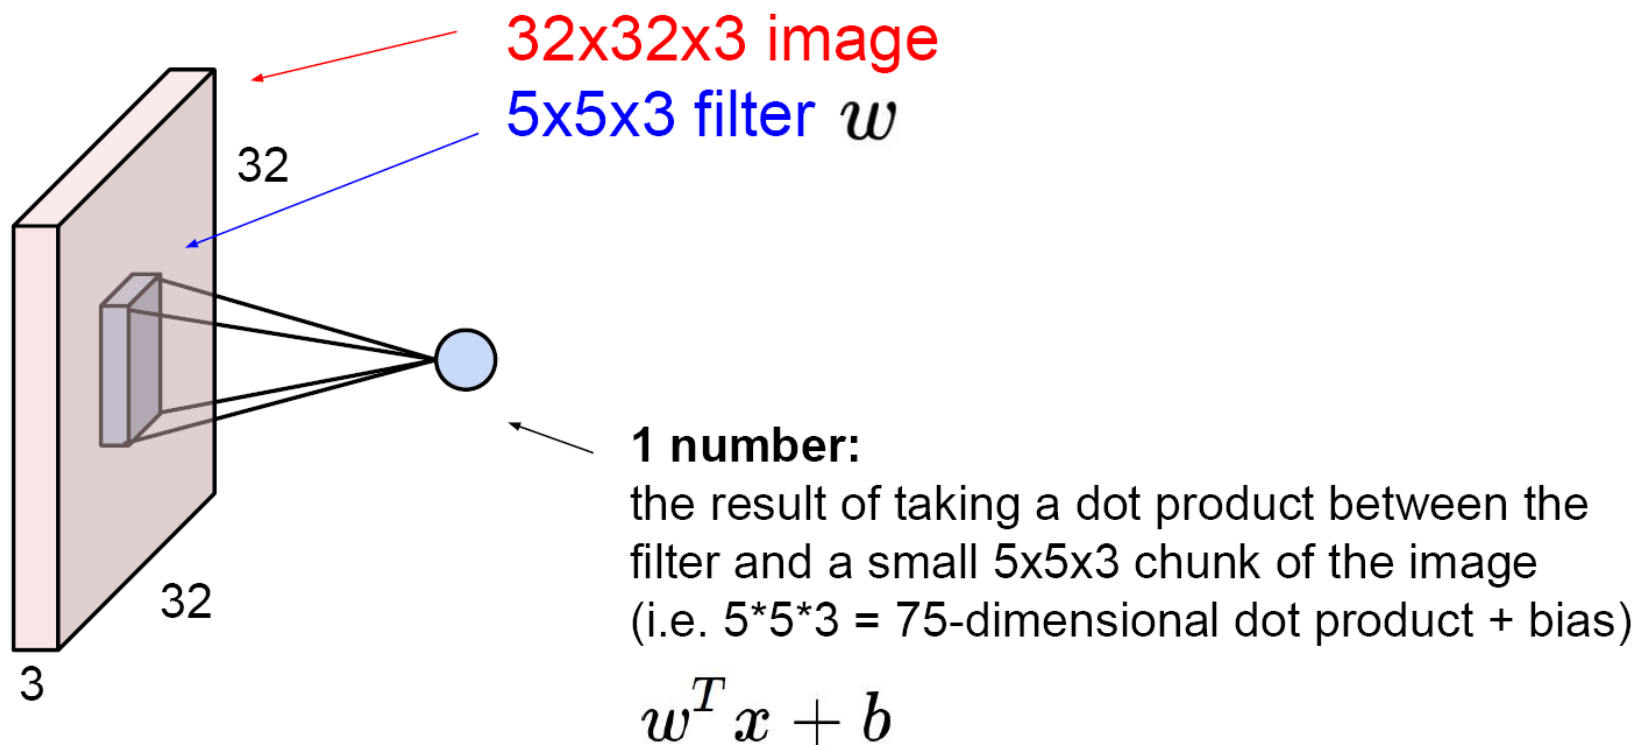 32x32x3 image
5x5x3 filter w
32
32
3
1 number:
the result of taking a dot product between the
filter and a small 5x5x3 chunk of the image
(i.e. 5*5*3 = 75-dimensional dot product + bias)
w^T x + b